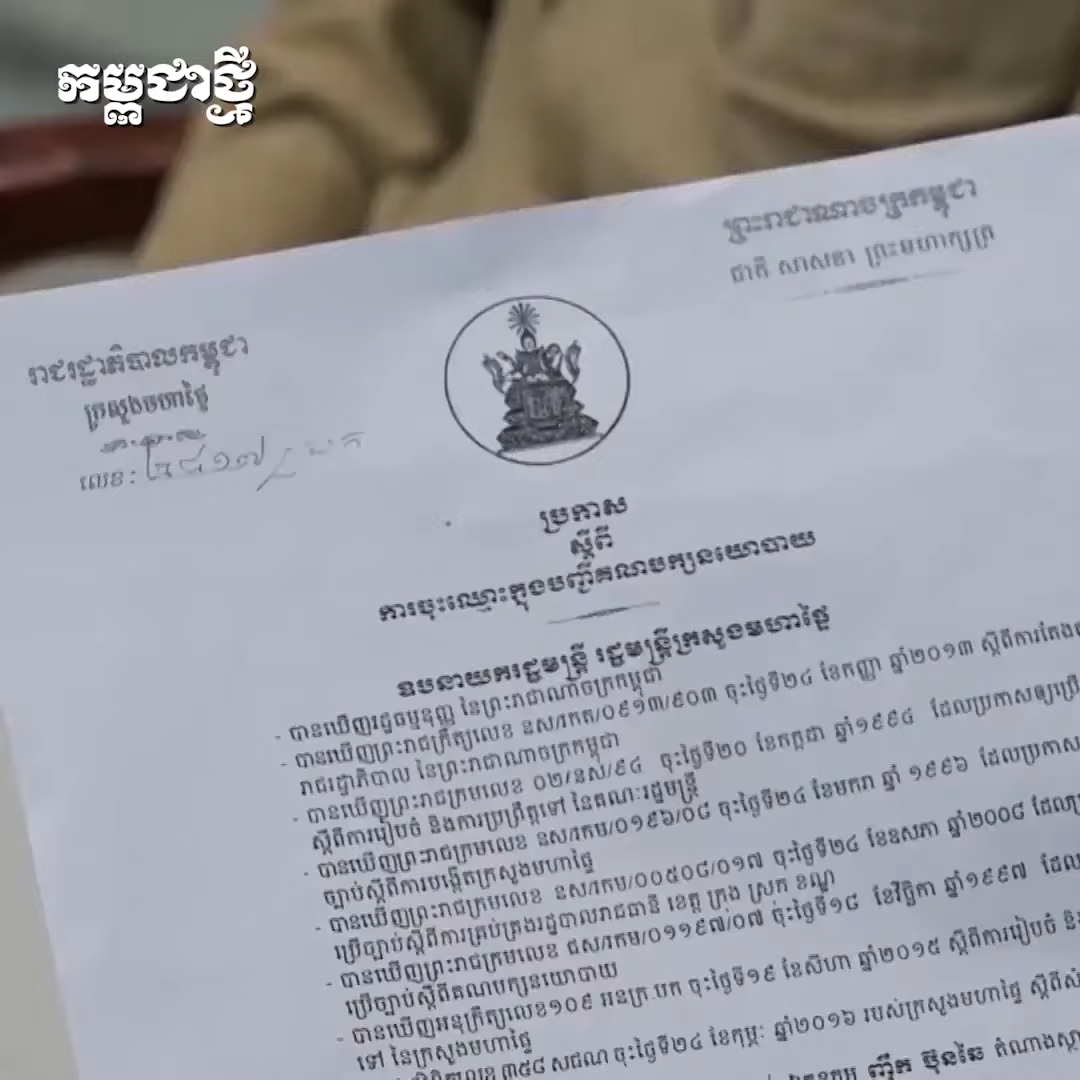 កម្ពុជាថ្មី
ព្រះរាជាណាចក្រកម្ពុជា
ជាតិ សាសនា ព្រះមហាក្សត្រ
រាជរដ្ឋាភិបាលកម្ពុជា
ក្រសួងមហាផ្ទៃ
លេខ:
ប្រកាស
ស្តីពី
ការចុះឈ្មោះក្នុងបញ្ជីគណបក្សនយោបាយ
ឧបនាយករដ្ឋមន្ត្រី រដ្ឋមន្ត្រីក្រសួងមហាផ្ទៃ
- បានឃើញរដ្ឋធម្មនុញ្ញ នៃព្រះរាជាណាចក្រកម្ពុជា
- បានឃើញព្រះរាជក្រឹត្យលេខ នស/រកត/០៩១៣/៩០៣ ចុះថ្ងៃទី២៤ ខែកញ្ញា ឆ្នាំ២០១៣ ស្តីពីការតែង
រាជរដ្ឋាភិបាល នៃព្រះរាជាណាចក្រកម្ពុជា
- បានឃើញព្រះរាជក្រមលេខ ០២/នស/៩៤ ចុះថ្ងៃទី២០ ខែកក្កដា ឆ្នាំ១៩៩៤ ដែលប្រកាសឲ្យប្រើ
ស្តីពីការរៀបចំ និងការប្រព្រឹត្តទៅ នៃគណៈរដ្ឋមន្ត្រី
- បានឃើញព្រះរាជក្រមលេខ នស/រកម/០១៩៦/០៨ ចុះថ្ងៃទី២៤ ខែមករា ឆ្នាំ ១៩៩៦ ដែលប្រកាស
ច្បាប់ស្តីពីការបង្កើតក្រសួងមហាផ្ទៃ
- បានឃើញព្រះរាជក្រមលេខ នស/រកម/០០៥០៨/០១៧ ចុះថ្ងៃទី២៤ ខែឧសភា ឆ្នាំ២០០៨
ប្រើច្បាប់ស្តីពីការគ្រប់គ្រងរដ្ឋបាលរាជធានី ខេត្ត ក្រុង ស្រុក ខណ្ឌ
- បានឃើញព្រះរាជក្រមលេខ ជស/រកម/០១១៩៧/០៧ ចុះថ្ងៃទី១៨ ខែវិច្ឆិកា ឆ្នាំ១៩៩៧
ប្រើច្បាប់ស្តីពីគណបក្សនយោបាយ
- បានឃើញអនុក្រឹត្យលេខ១០៩ អនក្រ.បក ចុះថ្ងៃទី១៩ ខែសីហា ឆ្នាំ២០១៥ ស្តីពីការរៀបចំ
ទៅ នៃក្រសួងមហាផ្ទៃ
៣៥៨ សជណ ចុះថ្ងៃទី២៤ ខែកុម្ភៈ ឆ្នាំ២០១៦ របស់ក្រសួងមហាផ្ទៃ ស្តីពី
ញឹក ប៊ុនឆៃ